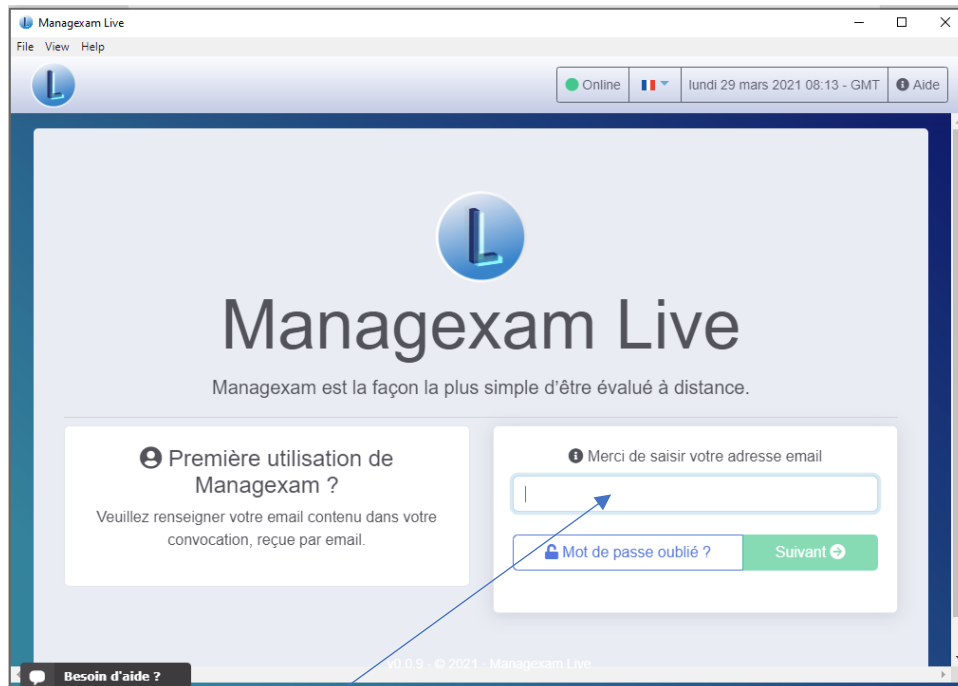 Managexam Live
File View Help
L
Online
lundi 29 mars 2021 08:13 - GMT
Aide
L
Managexam Live
Managexam est la façon la plus simple d'être évalué à distance.
Première utilisation de
Managexam ?
Veuillez renseigner votre email contenu dans votre
convocation, reçue par email.
Merci de saisir votre adresse email
Mot de passe oublié ?
Suivant
v0.0.9 - © 2021 - Managexam Live
Besoin d'aide ?